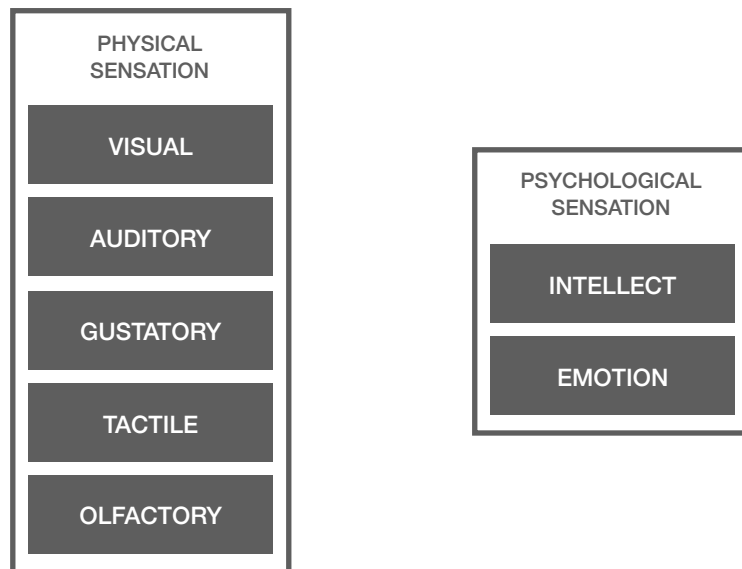 PHYSICAL
SENSATION
VISUAL
AUDITORY
GUSTATORY
TACTILE
OLFACTORY
PSYCHOLOGICAL
SENSATION
INTELLECT
EMOTION